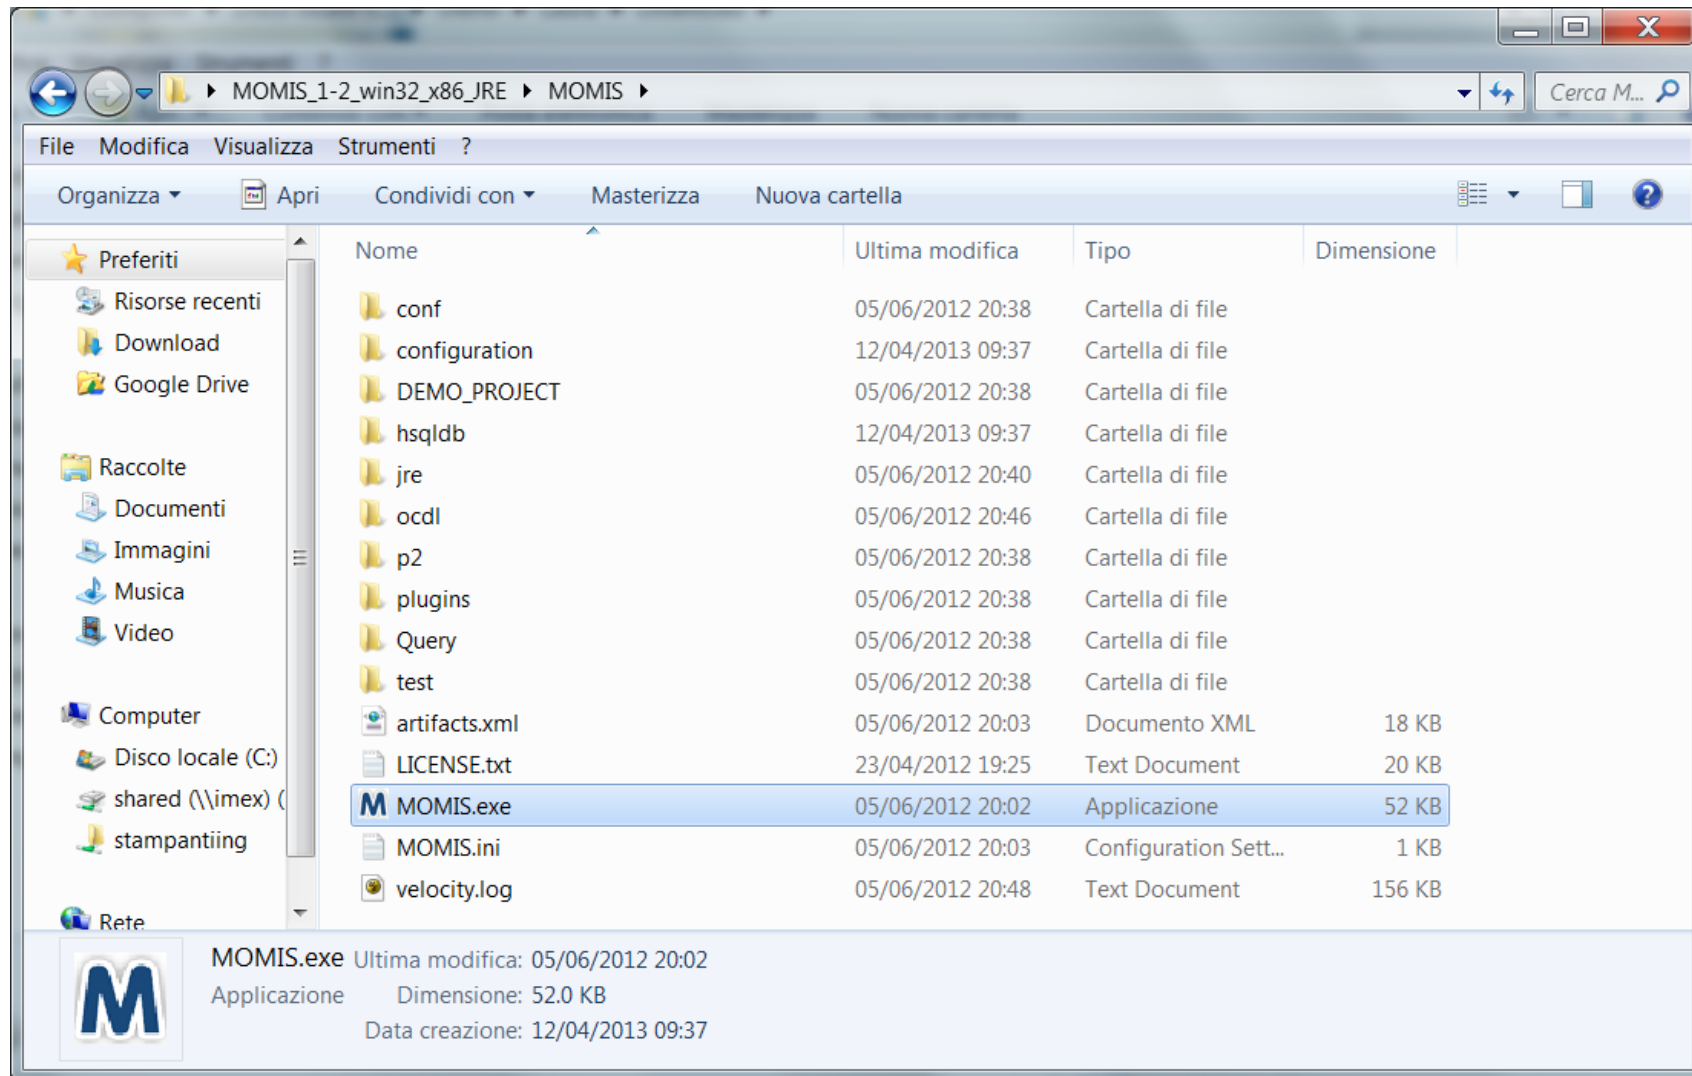 MOMIS_1-2_win32_x86_JRE MOMIS
Cerca M...
File Modifica Visualizza Strumenti ?
Organizza Apri Condividi con Masterizza Nuova cartella
Preferiti
Risorse recenti
Download
Google Drive
Raccolte
Documenti
Immagini
Musica
Video
Computer
Disco locale (C:)
shared (\\imex) (
stampantiing
Rete
Nome Ultima modifica Tipo Dimensione
conf 05/06/2012 20:38 Cartella di file
configuration 12/04/2013 09:37 Cartella di file
DEMO_PROJECT 05/06/2012 20:38 Cartella di file
hsqldb 12/04/2013 09:37 Cartella di file
jre 05/06/2012 20:40 Cartella di file
ocdl 05/06/2012 20:46 Cartella di file
p2 05/06/2012 20:38 Cartella di file
plugins 05/06/2012 20:38 Cartella di file
Query 05/06/2012 20:38 Cartella di file
test 05/06/2012 20:38 Cartella di file
artifacts.xml 05/06/2012 20:03 Documento XML 18 KB
LICENSE.txt 23/04/2012 19:25 Text Document 20 KB
M MOMIS.exe 05/06/2012 20:02 Applicazione 52 KB
MOMIS.ini 05/06/2012 20:03 Configuration Sett... 1 KB
velocity.log 05/06/2012 20:48 Text Document 156 KB
M
MOMIS.exe Ultima modifica: 05/06/2012 20:02
Applicazione Dimensione: 52.0 KB
Data creazione: 12/04/2013 09:37